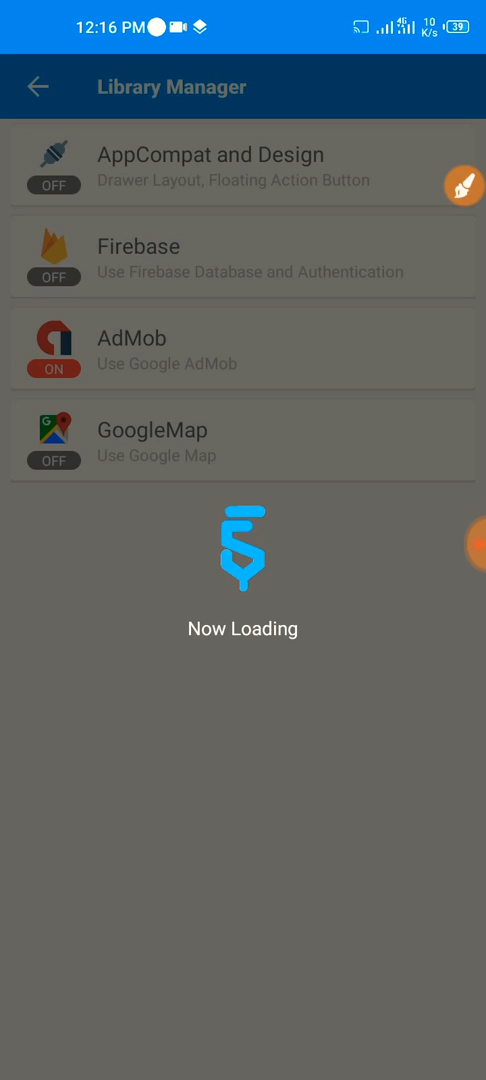 12:16 PM 4G 10 K/s 39
Library Manager
AppCompat and Design
Drawer Layout, Floating Action Button
OFF
Firebase
Use Firebase Database and Authentication
OFF
AdMob
Use Google AdMob
ON
G
GoogleMap
Use Google Map
OFF
Now Loading